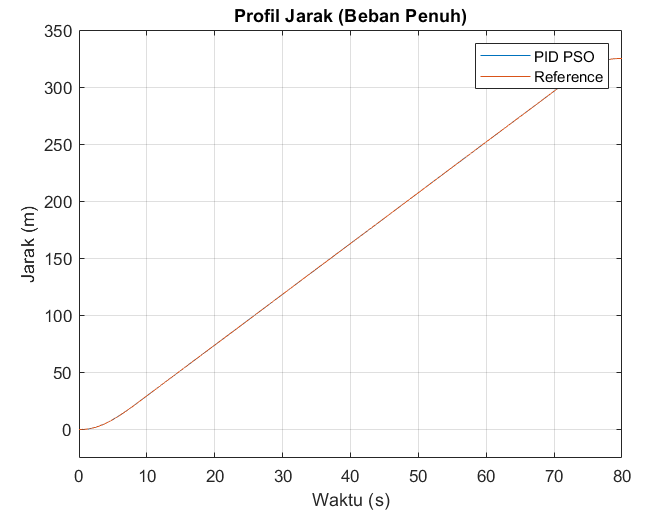 Profil Jarak (Beban Penuh)
PID PSO
Reference
350
300
250
200
150
100
50
0
Jarak (m)
0 10 20 30 40 50 60 70 80
Waktu (s)